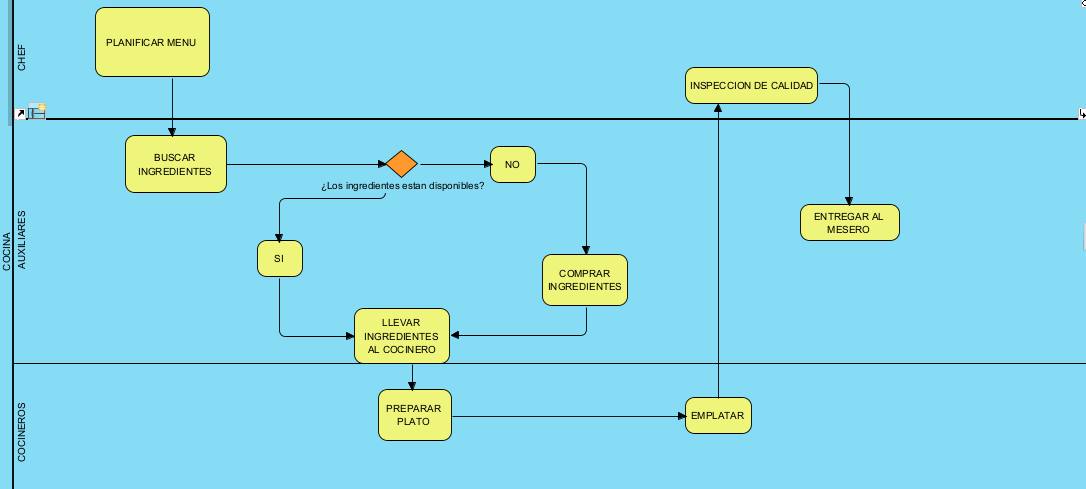 COCINA
CHEF
PLANIFICAR MENU
INSPECCION DE CALIDAD
AUXILIARES
BUSCAR
INGREDIENTES
¿Los ingredientes estan disponibles?
NO
SI
COMPRAR
INGREDIENTES
LLEVAR
INGREDIENTES
AL COCINERO
ENTREGAR AL
MESERO
COCINEROS
PREPARAR
PLATO
EMPLATAR